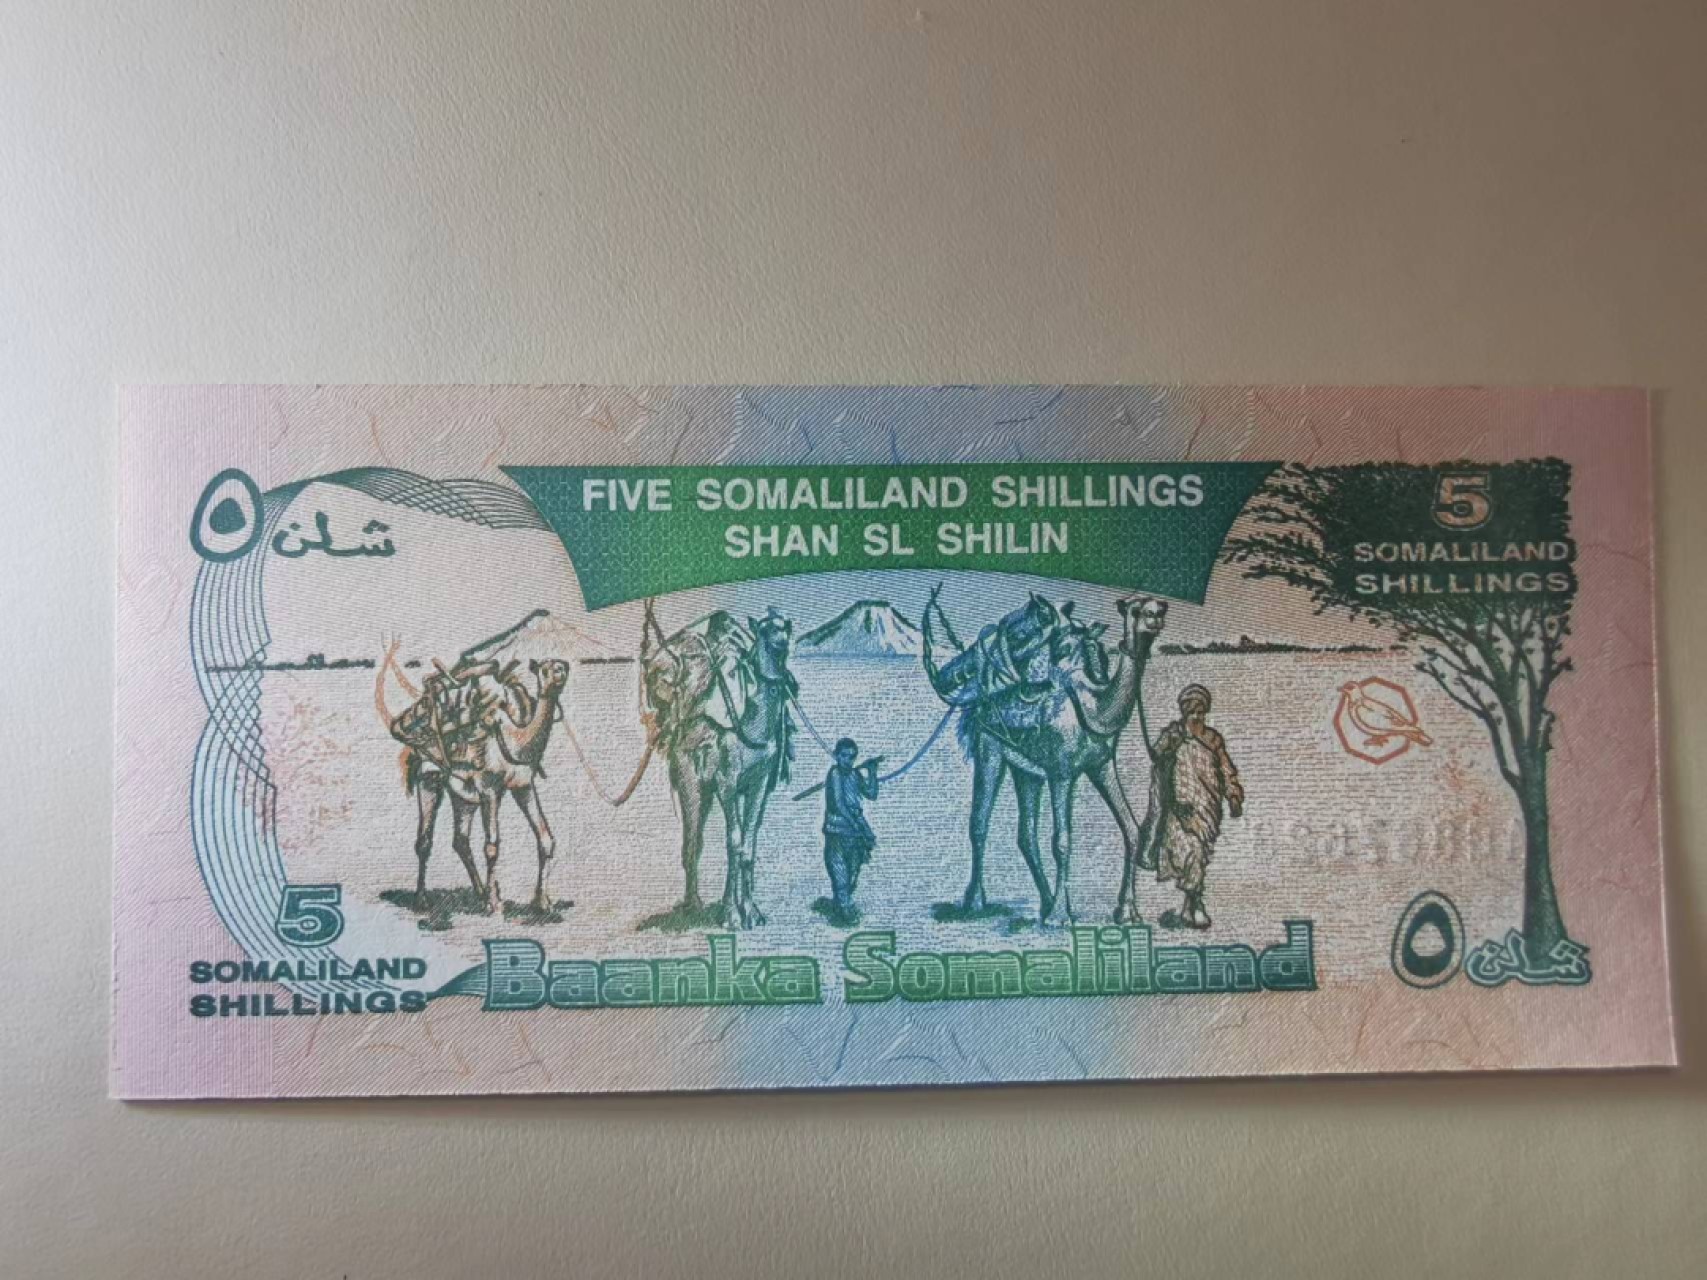 ٥ شلن
FIVE SOMALILAND SHILLINGS
SHAN SL SHILIN
5
SOMALILAND
SHILLINGS
5
SOMALILAND
SHILLINGS
Baanka Somaliland
٥ شلن